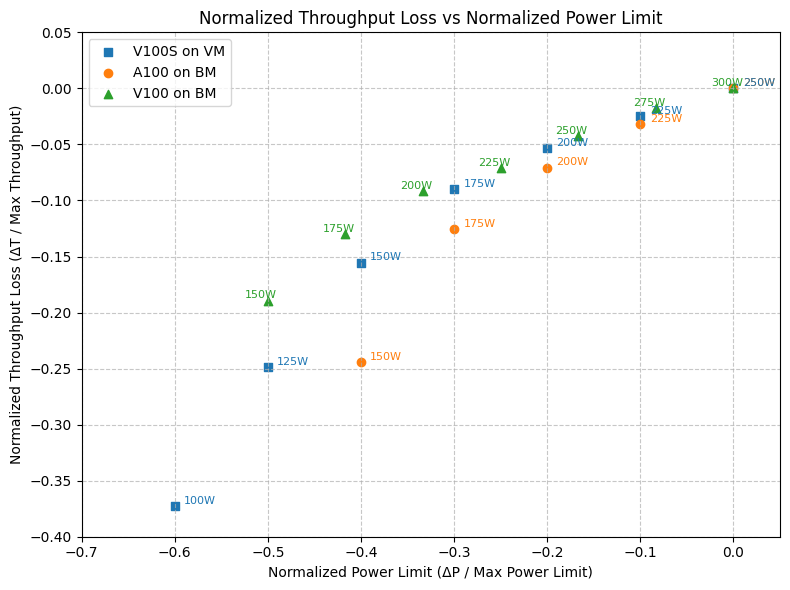 Normalized Throughput Loss vs Normalized Power Limit
Normalized Throughput Loss (ΔT / Max Throughput)
0.05
0.00
−0.05
−0.10
−0.15
−0.20
−0.25
−0.30
−0.35
−0.40
V100S on VM
A100 on BM
V100 on BM
300W
250W
275W
225W
250W
200W
225W
200W
200W
175W
175W
175W
150W
150W
150W
125W
100W
−0.7
−0.6
−0.5
−0.4
−0.3
−0.2
−0.1
0.0
Normalized Power Limit (ΔP / Max Power Limit)